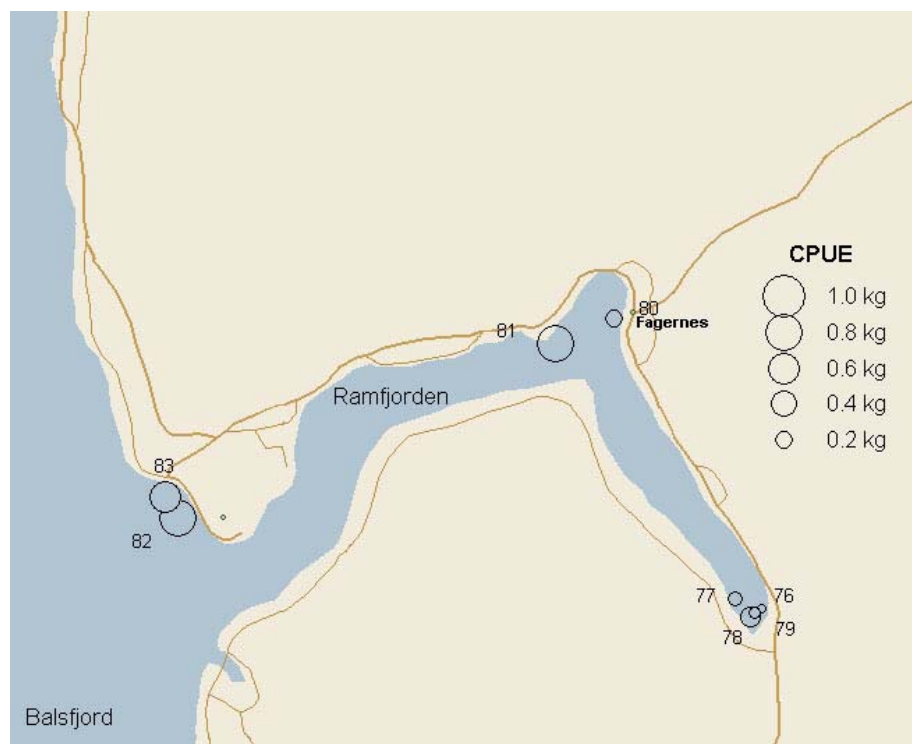 CPUE
1.0 kg
0.8 kg
0.6 kg
0.4 kg
0.2 kg
80
Fagernes
81
Ramfjorden
83
82
77
76
78
79
Balsfjord